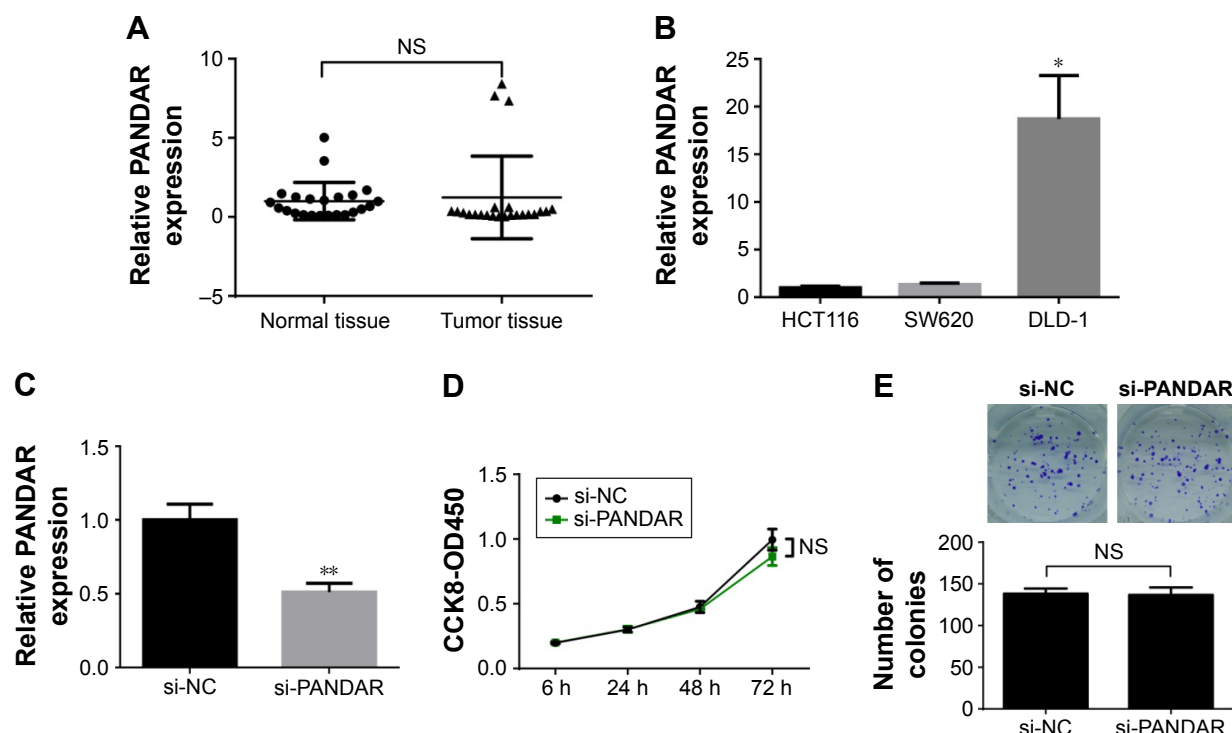 A
Relative PANDAR
expression
10
5
0
–5
NS
Normal tissue
Tumor tissue
B
Relative PANDAR
expression
25
20
15
10
5
0
*
HCT116
SW620
DLD-1
C
Relative PANDAR
expression
1.5
1.0
0.5
0.0
**
si-NC
si-PANDAR
D
CCK8-OD450
1.5
1.0
0.5
0.0
si-NC
si-PANDAR
NS
6 h
24 h
48 h
72 h
E
si-NC
si-PANDAR
Number of
colonies
200
150
100
50
0
NS
si-NC
si-PANDAR